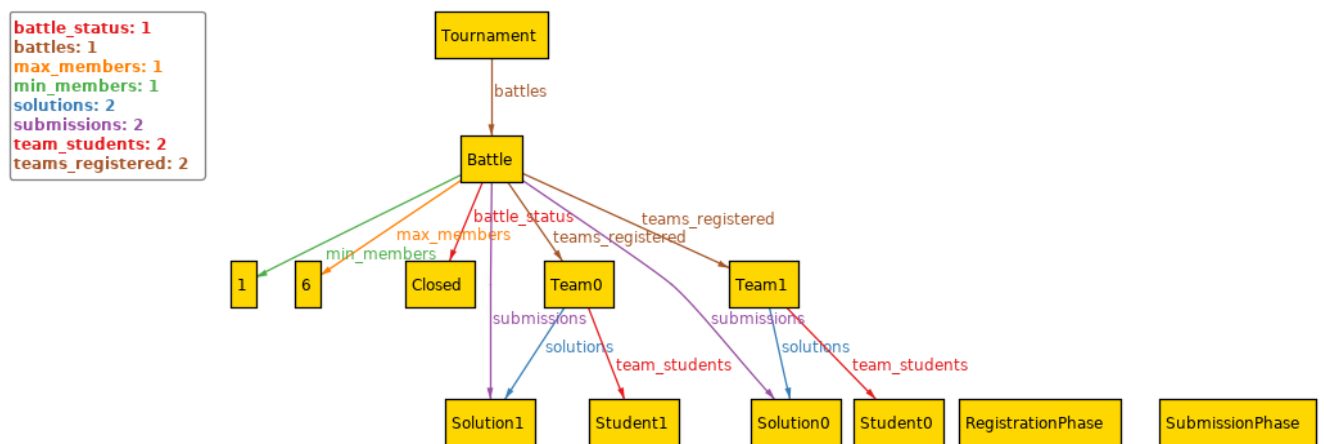 battle_status: 1
battles: 1
max_members: 1
min_members: 1
solutions: 2
submissions: 2
team_students: 2
teams_registered: 2
Tournament
battles
Battle
battle_status
teams_registered
max_members
teams_registered
min_members
1
6
Closed
Team0
Team1
submissions
submissions
solutions
solutions
team_students
team_students
Solution1
Student1
Solution0
Student0
RegistrationPhase
SubmissionPhase